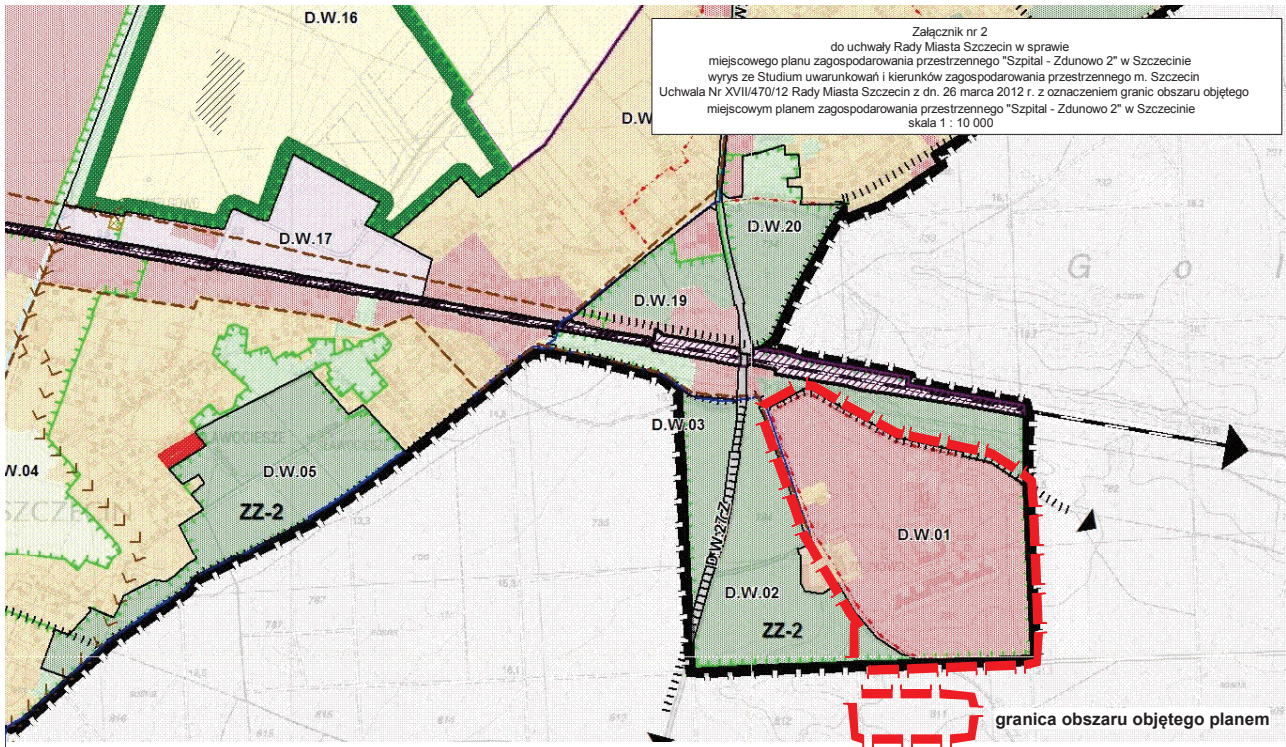 D.W.16
Załącznik nr 2
do uchwały Rady Miasta Szczecin w sprawie
miejscowego planu zagospodarowania przestrzennego "Szpital - Zdunowo 2" w Szczecinie
wyrys ze Studium uwarunkowań i kierunków zagospodarowania przestrzennego m. Szczecin
Uchwala Nr XVII/470/12 Rady Miasta Szczecin z dn. 26 marca 2012 r. z oznaczeniem granic obszaru objętego
miejscowym planem zagospodarowania przestrzennego "Szpital - Zdunowo 2" w Szczecinie
skala 1 : 10 000
D.W.17
D.W.20
G o l
D.W.19
D.W.03
W.04
D.W.05
ZZ-2
D.W.27.Z
D.W.01
D.W.02
ZZ-2
granica obszaru objętego planem